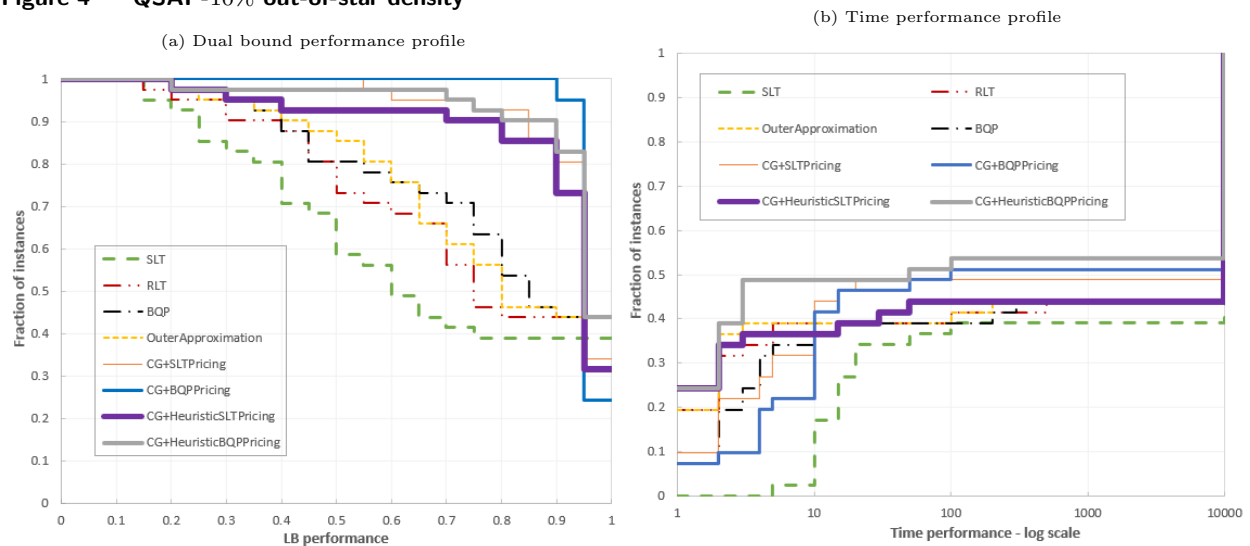 Figure 4 QSAP -10% out-of-star density
(a) Dual bound performance profile
Fraction of instances
1
0.9
0.8
0.7
0.6
0.5
0.4
0.3
0.2
0.1
0
SLT
RLT
BQP
OuterApproximation
CG+SLTPricing
CG+BQPPricing
CG+HeuristicSLTPricing
CG+HeuristicBQPPricing
0 0.1 0.2 0.3 0.4 0.5 0.6 0.7 0.8 0.9 1
LB performance
(b) Time performance profile
Fraction of instances
1
0.9
0.8
0.7
0.6
0.5
0.4
0.3
0.2
0.1
0
SLT RLT
OuterApproximation BQP
CG+SLTPricing CG+BQPPricing
CG+HeuristicSLTPricing CG+HeuristicBQPPricing
1 10 100 1000 10000
Time performance - log scale